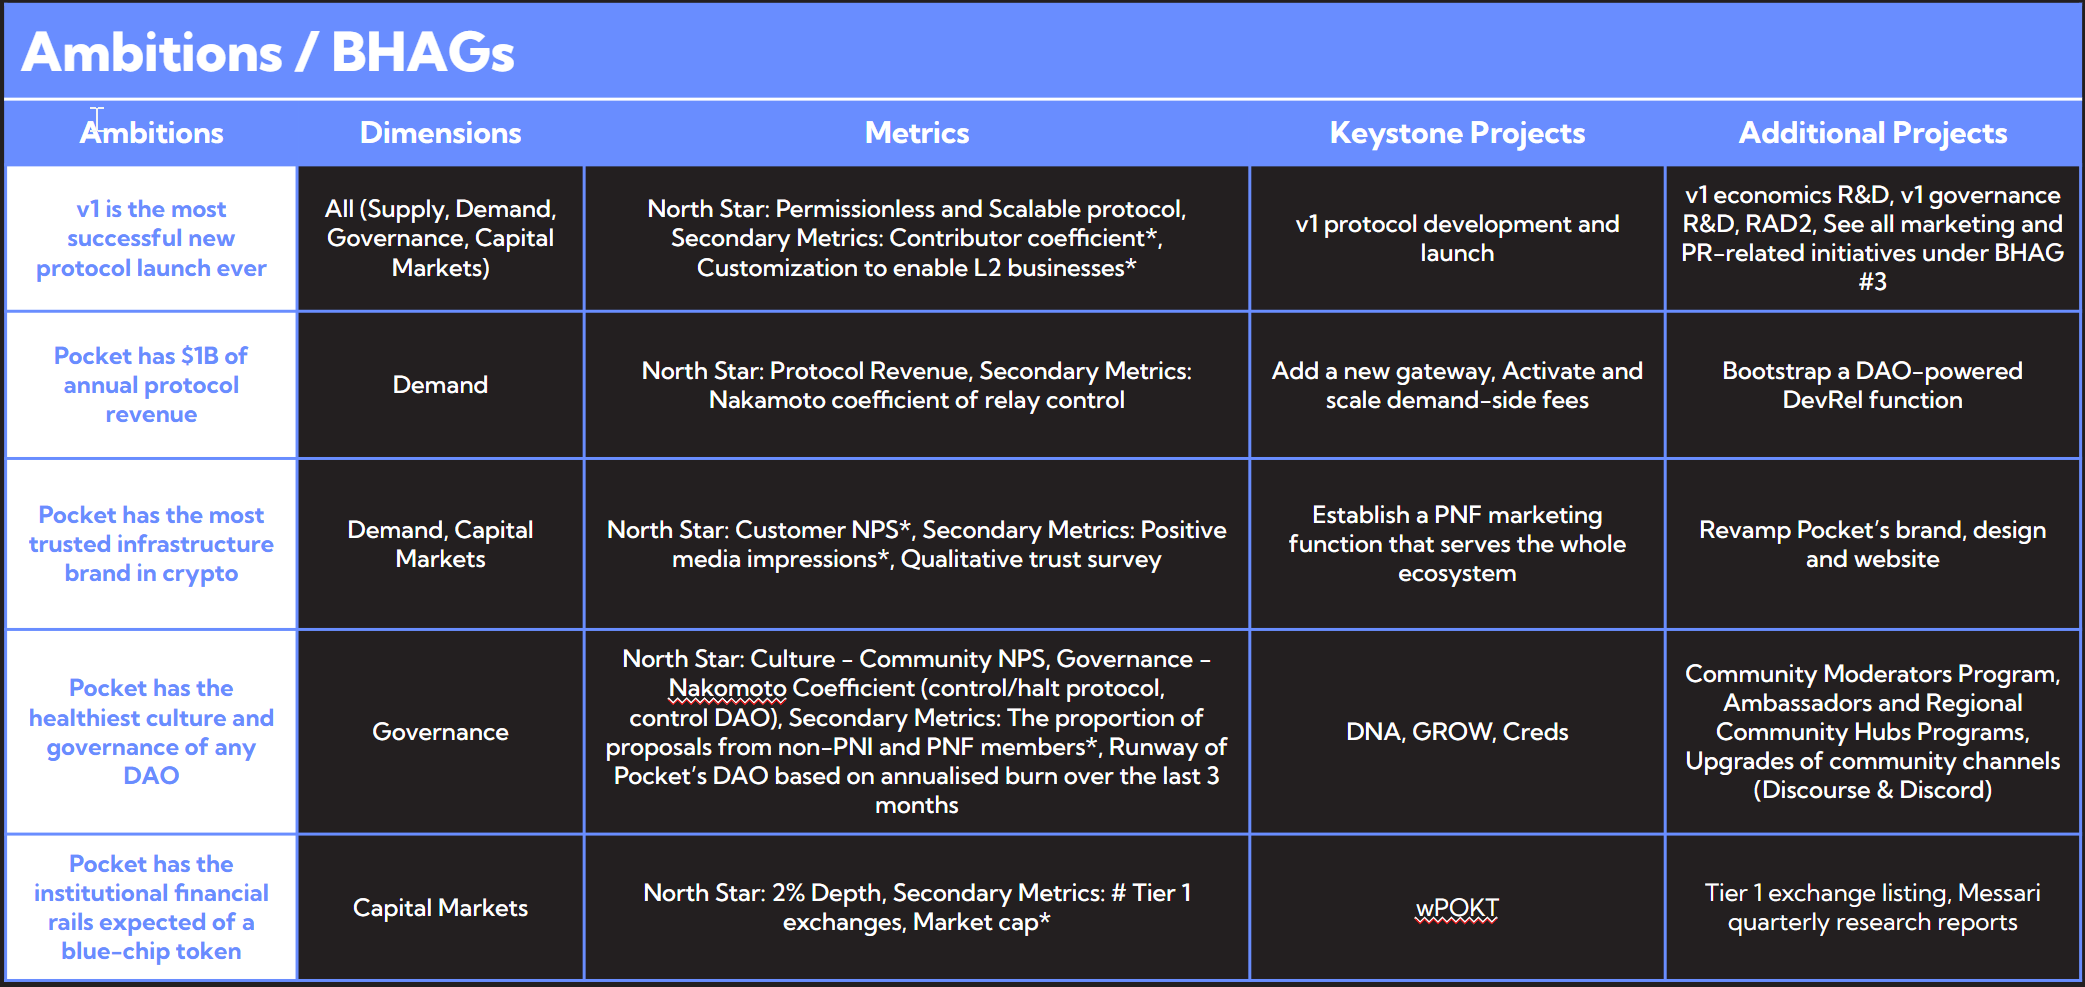 Ambitions / BHAGs
Ambitions
Dimensions
Metrics
Keystone Projects
Additional Projects
v1 is the most
successful new
protocol launch ever
All (Supply, Demand,
Governance, Capital
Markets)
North Star: Permissionless and Scalable protocol,
Secondary Metrics: Contributor coefficient*,
Customization to enable L2 businesses*
v1 protocol development and
launch
v1 economics R&D, v1 governance
R&D, RAD2, See all marketing and
PR-related initiatives under BHAG
#3
Pocket has $1B of
annual protocol
revenue
Demand
North Star: Protocol Revenue, Secondary Metrics:
Nakamoto coefficient of relay control
Add a new gateway, Activate and
scale demand-side fees
Bootstrap a DAO-powered
DevRel function
Pocket has the most
trusted infrastructure
brand in crypto
Demand, Capital
Markets
North Star: Customer NPS*, Secondary Metrics: Positive
media impressions*, Qualitative trust survey
Establish a PNF marketing
function that serves the whole
ecosystem
Revamp Pocket's brand, design
and website
Pocket has the
healthiest culture and
governance of any
DAO
Governance
North Star: Culture - Community NPS, Governance -
Nakomoto Coefficient (control/halt protocol,
control DAO), Secondary Metrics: The proportion of
proposals from non-PNI and PNF members*, Runway of
Pocket's DAO based on annualised burn over the last 3
months
DNA, GROW, Creds
Community Moderators Program,
Ambassadors and Regional
Community Hubs Programs,
Upgrades of community channels
(Discourse & Discord)
Pocket has the
institutional financial
rails expected of a
blue-chip token
Capital Markets
North Star: 2% Depth, Secondary Metrics: # Tier 1
exchanges, Market cap*
wPOKT
Tier 1 exchange listing, Messari
quarterly research reports